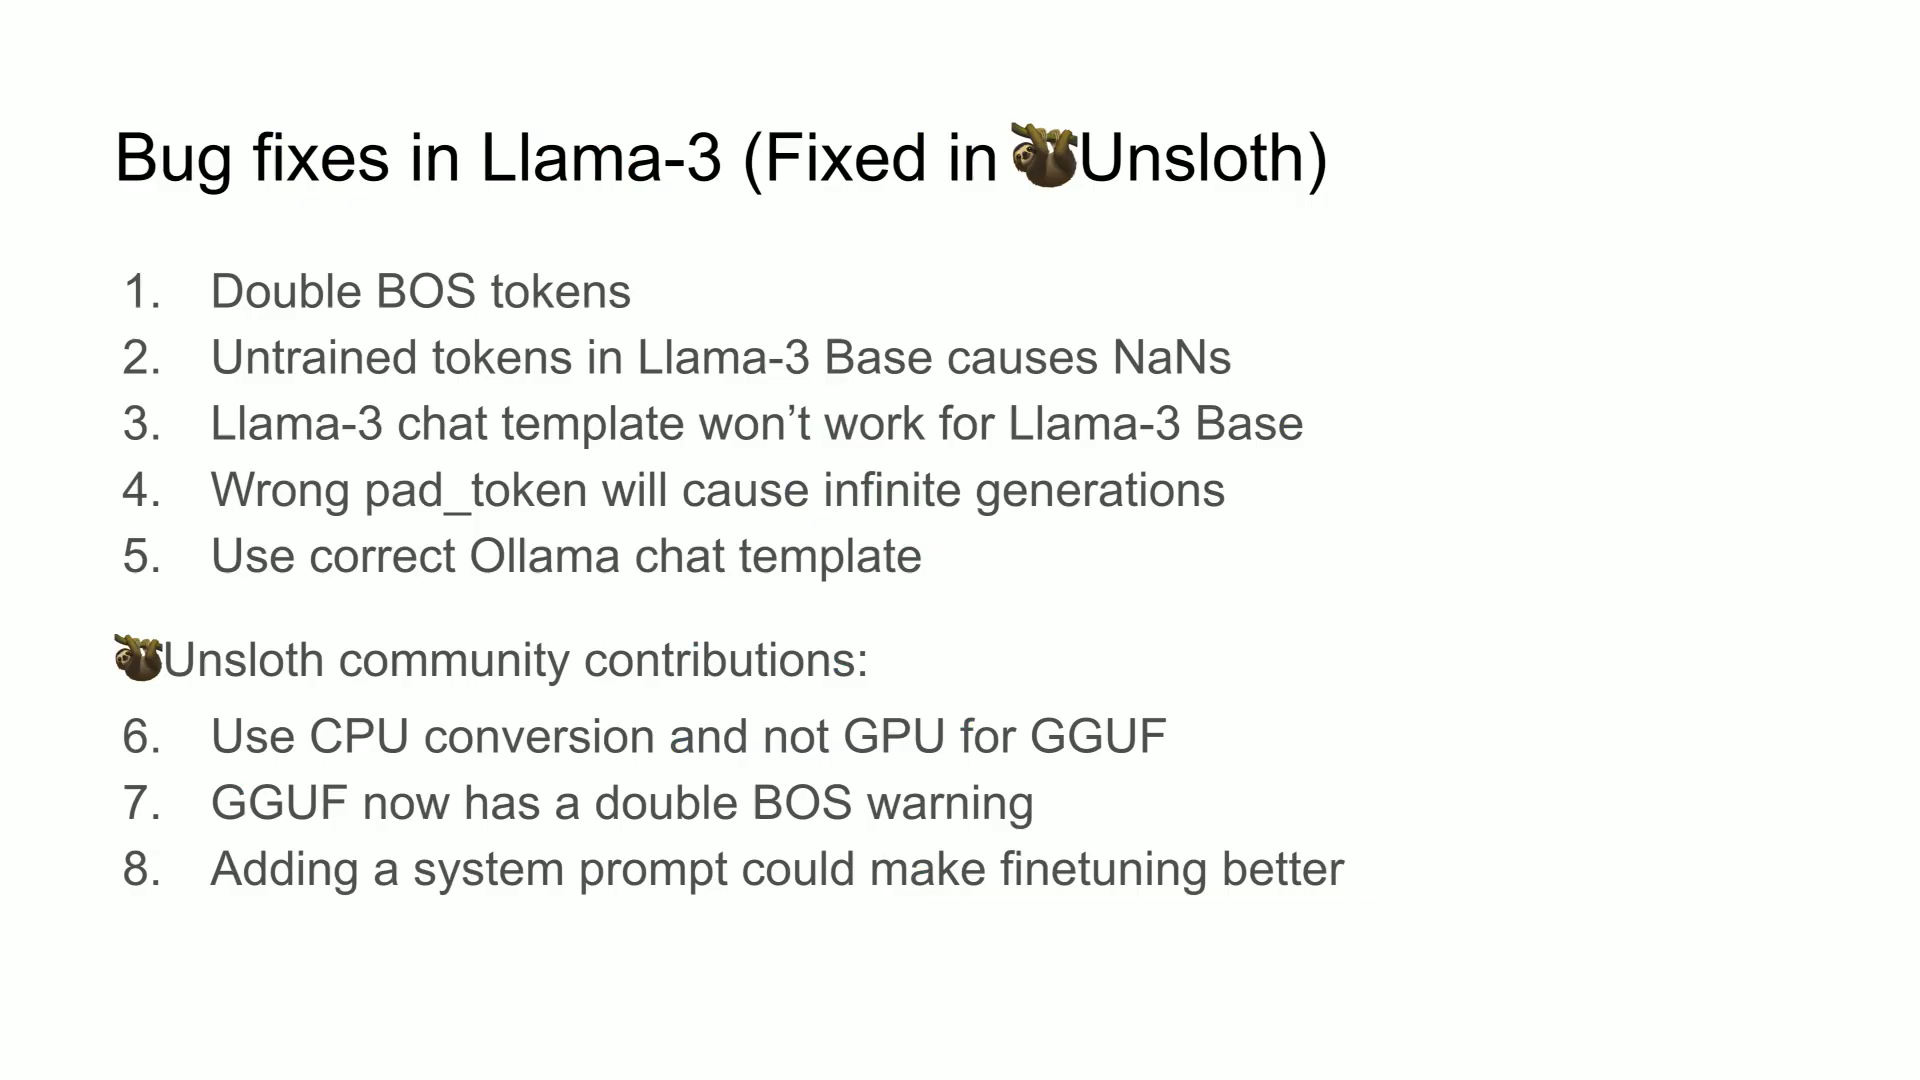 Bug fixes in Llama-3 (Fixed in 🦥Unsloth)
1. Double BOS tokens
2. Untrained tokens in Llama-3 Base causes NaNs
3. Llama-3 chat template won’t work for Llama-3 Base
4. Wrong pad_token will cause infinite generations
5. Use correct Ollama chat template
🦥Unsloth community contributions:
6. Use CPU conversion and not GPU for GGUF
7. GGUF now has a double BOS warning
8. Adding a system prompt could make finetuning better